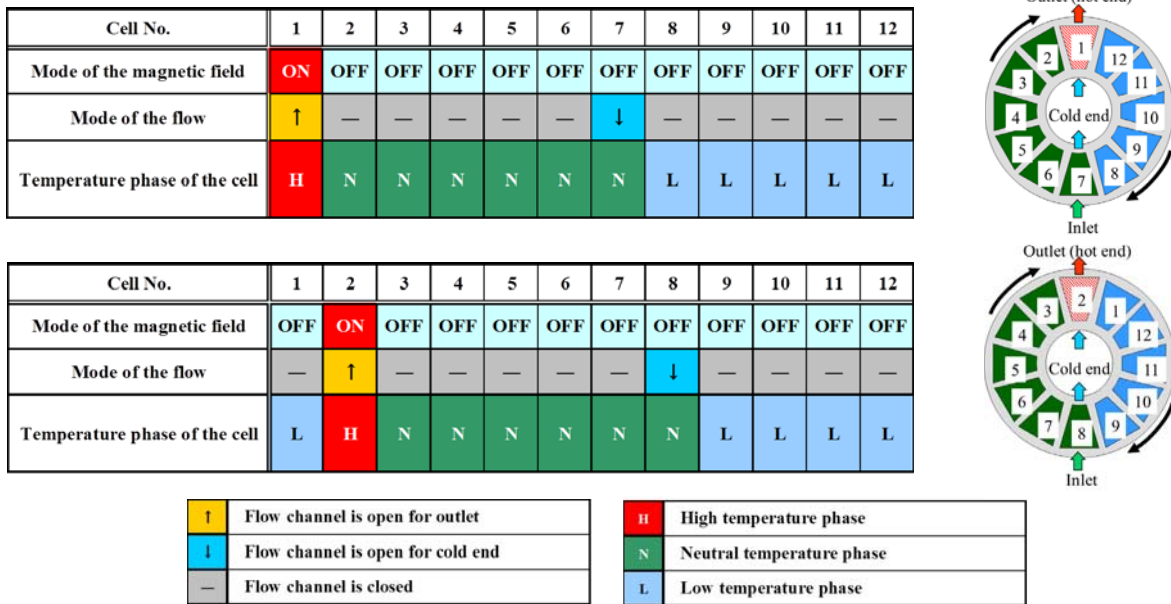 Cell No. 1 2 3 4 5 6 7 8 9 10 11 12
Mode of the magnetic field ON OFF OFF OFF OFF OFF OFF OFF OFF OFF OFF OFF
Mode of the flow ↑ — — — — — ↓ — — — — —
Temperature phase of the cell H N N N N N N L L L L L
Outlet (hot end)
1
2 12
3 11
4 Cold end 10
5 9
6 8
7
Inlet
Cell No. 1 2 3 4 5 6 7 8 9 10 11 12
Mode of the magnetic field OFF ON OFF OFF OFF OFF OFF OFF OFF OFF OFF OFF
Mode of the flow — ↑ — — — — — ↓ — — — —
Temperature phase of the cell L H N N N N N N L L L L
Outlet (hot end)
2
3 1
4 12
5 Cold end 11
6 10
7 9
8
Inlet
↑ Flow channel is open for outlet
↓ Flow channel is open for cold end
— Flow channel is closed
H High temperature phase
N Neutral temperature phase
L Low temperature phase